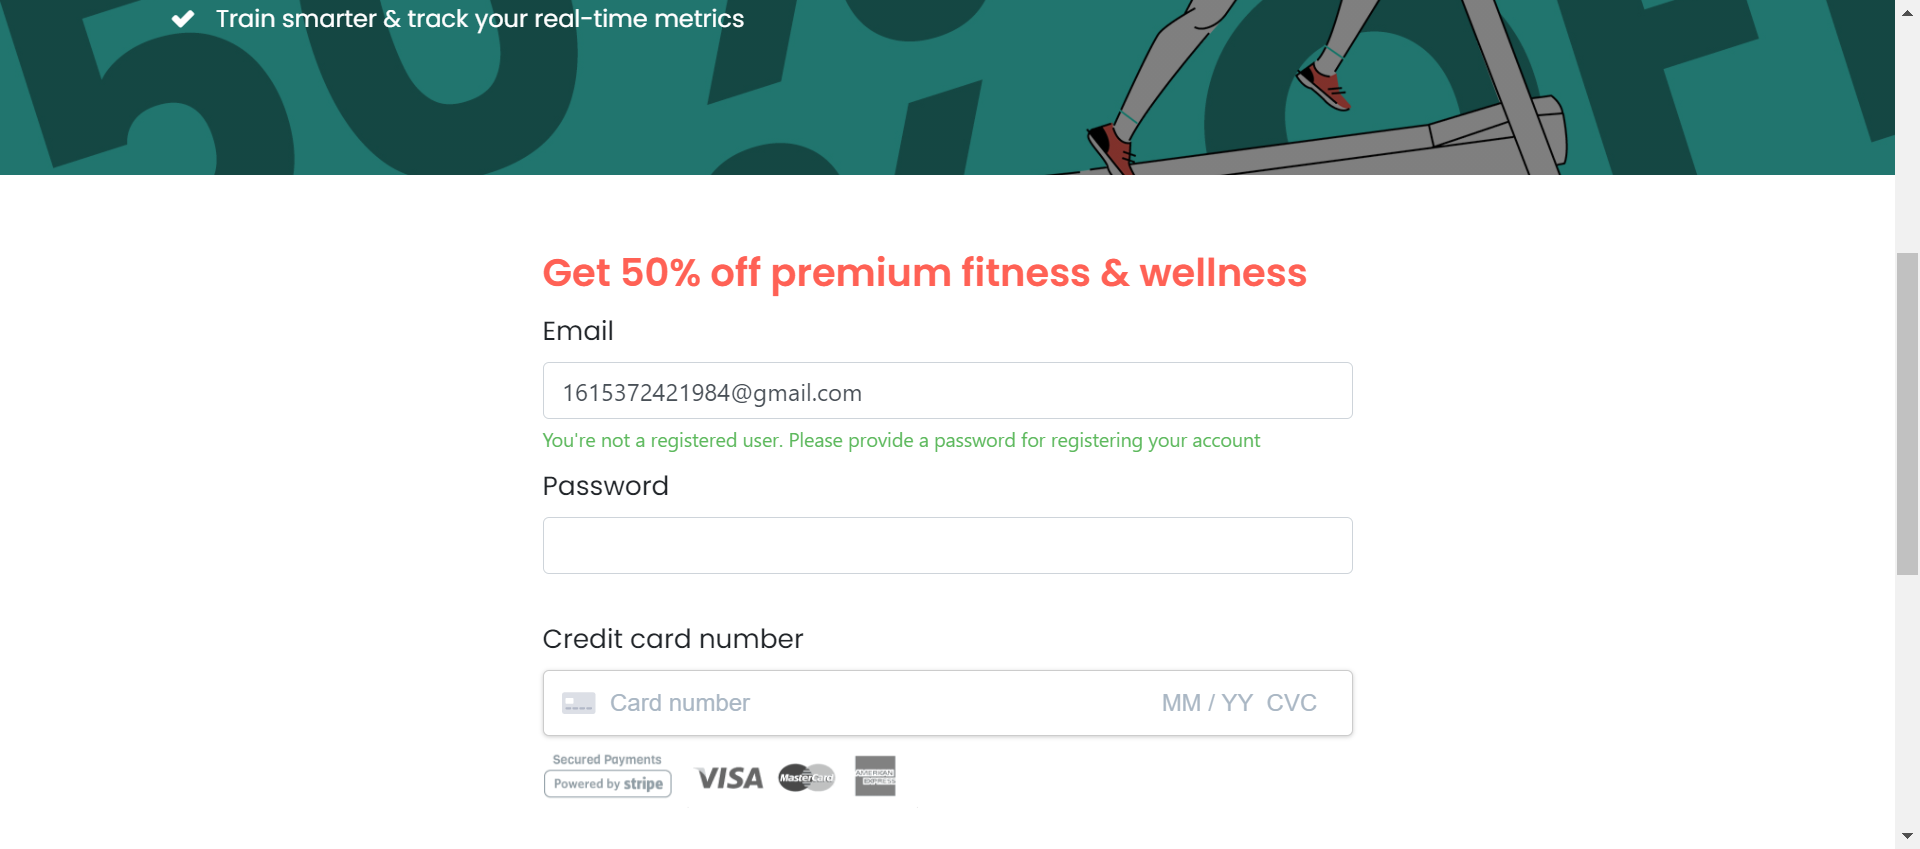 Train smarter & track your real-time metrics
50% OFF
Get 50% off premium fitness & wellness
Email
1615372421984@gmail.com
You're not a registered user. Please provide a password for registering your account
Password
Credit card number
Card number MM / YY CVC
Secured Payments
Powered by stripe VISA MasterCard AMERICAN EXPRESS